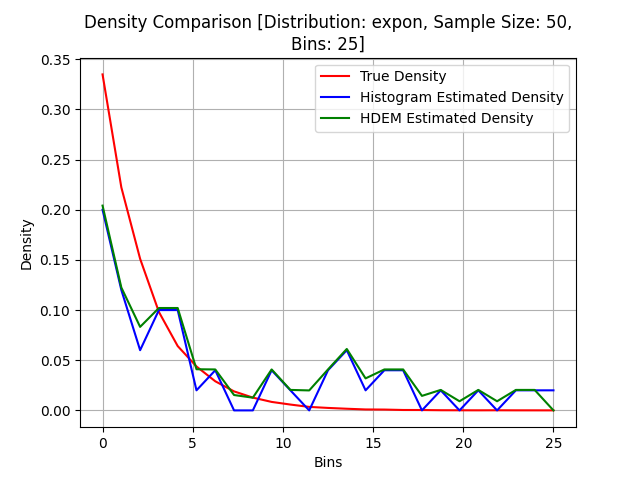 Density Comparison [Distribution: expon, Sample Size: 50,
Bins: 25]
True Density
Histogram Estimated Density
HDEM Estimated Density
Density
0.35
0.30
0.25
0.20
0.15
0.10
0.05
0.00
0 5 10 15 20 25
Bins